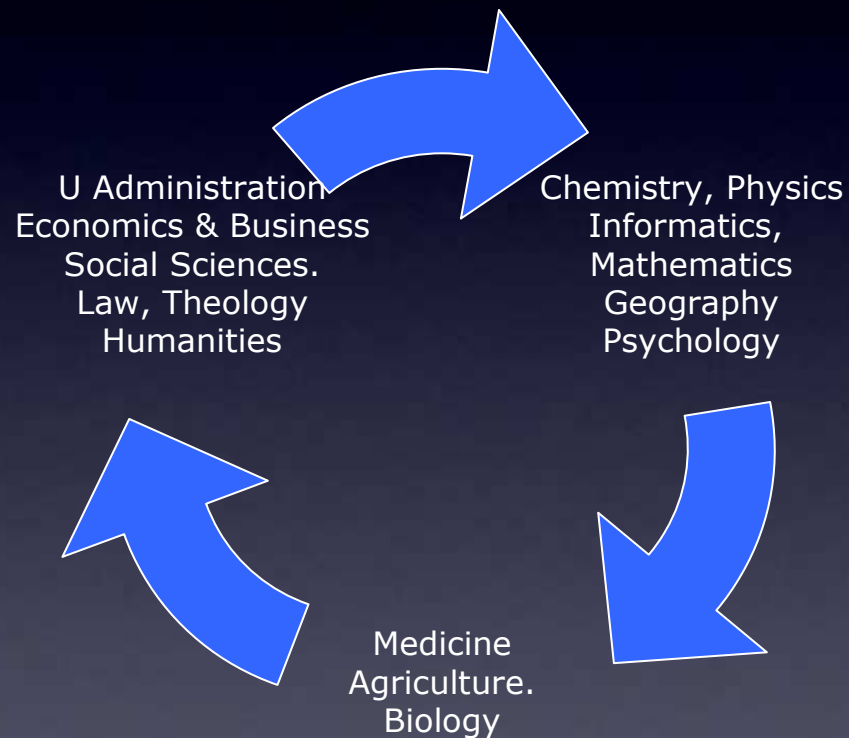 U Administration
Economics & Business
Social Sciences.
Law, Theology
Humanities
Chemistry, Physics
Informatics,
Mathematics
Geography
Psychology
Medicine
Agriculture.
Biology